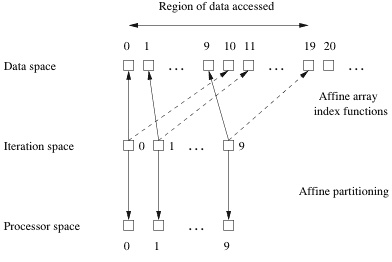 Region of data accessed
0 1 9 10 11 19 20
Data space ... ... ...
Affine array
index functions
Iteration space 0 1 ... 9
Affine partitioning
Processor space ...
0 1 9